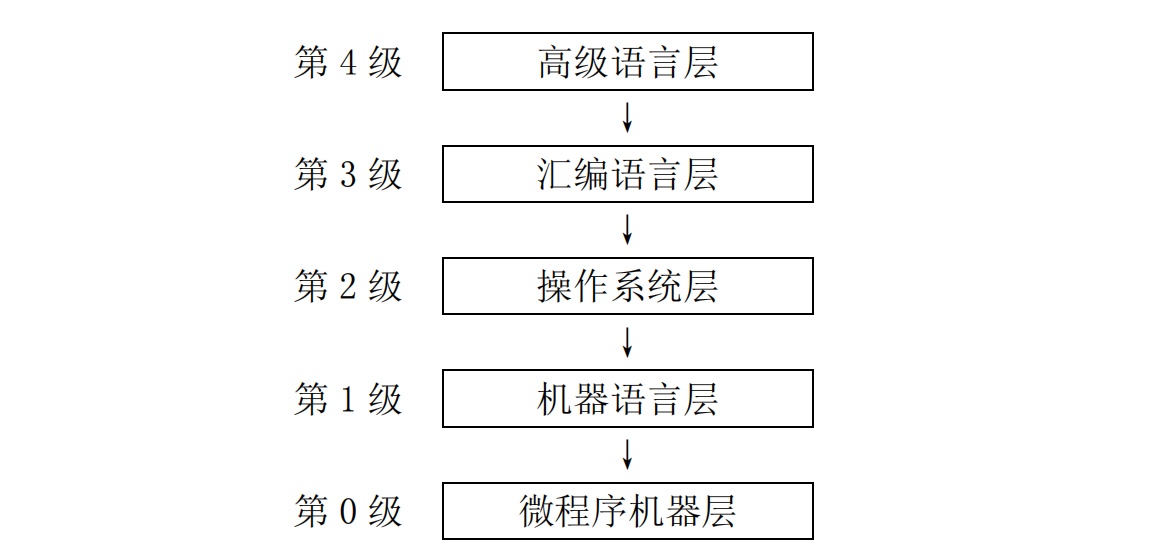 第 4 级 高级语言层
第 3 级 汇编语言层
第 2 级 操作系统层
第 1 级 机器语言层
第 0 级 微程序机器层